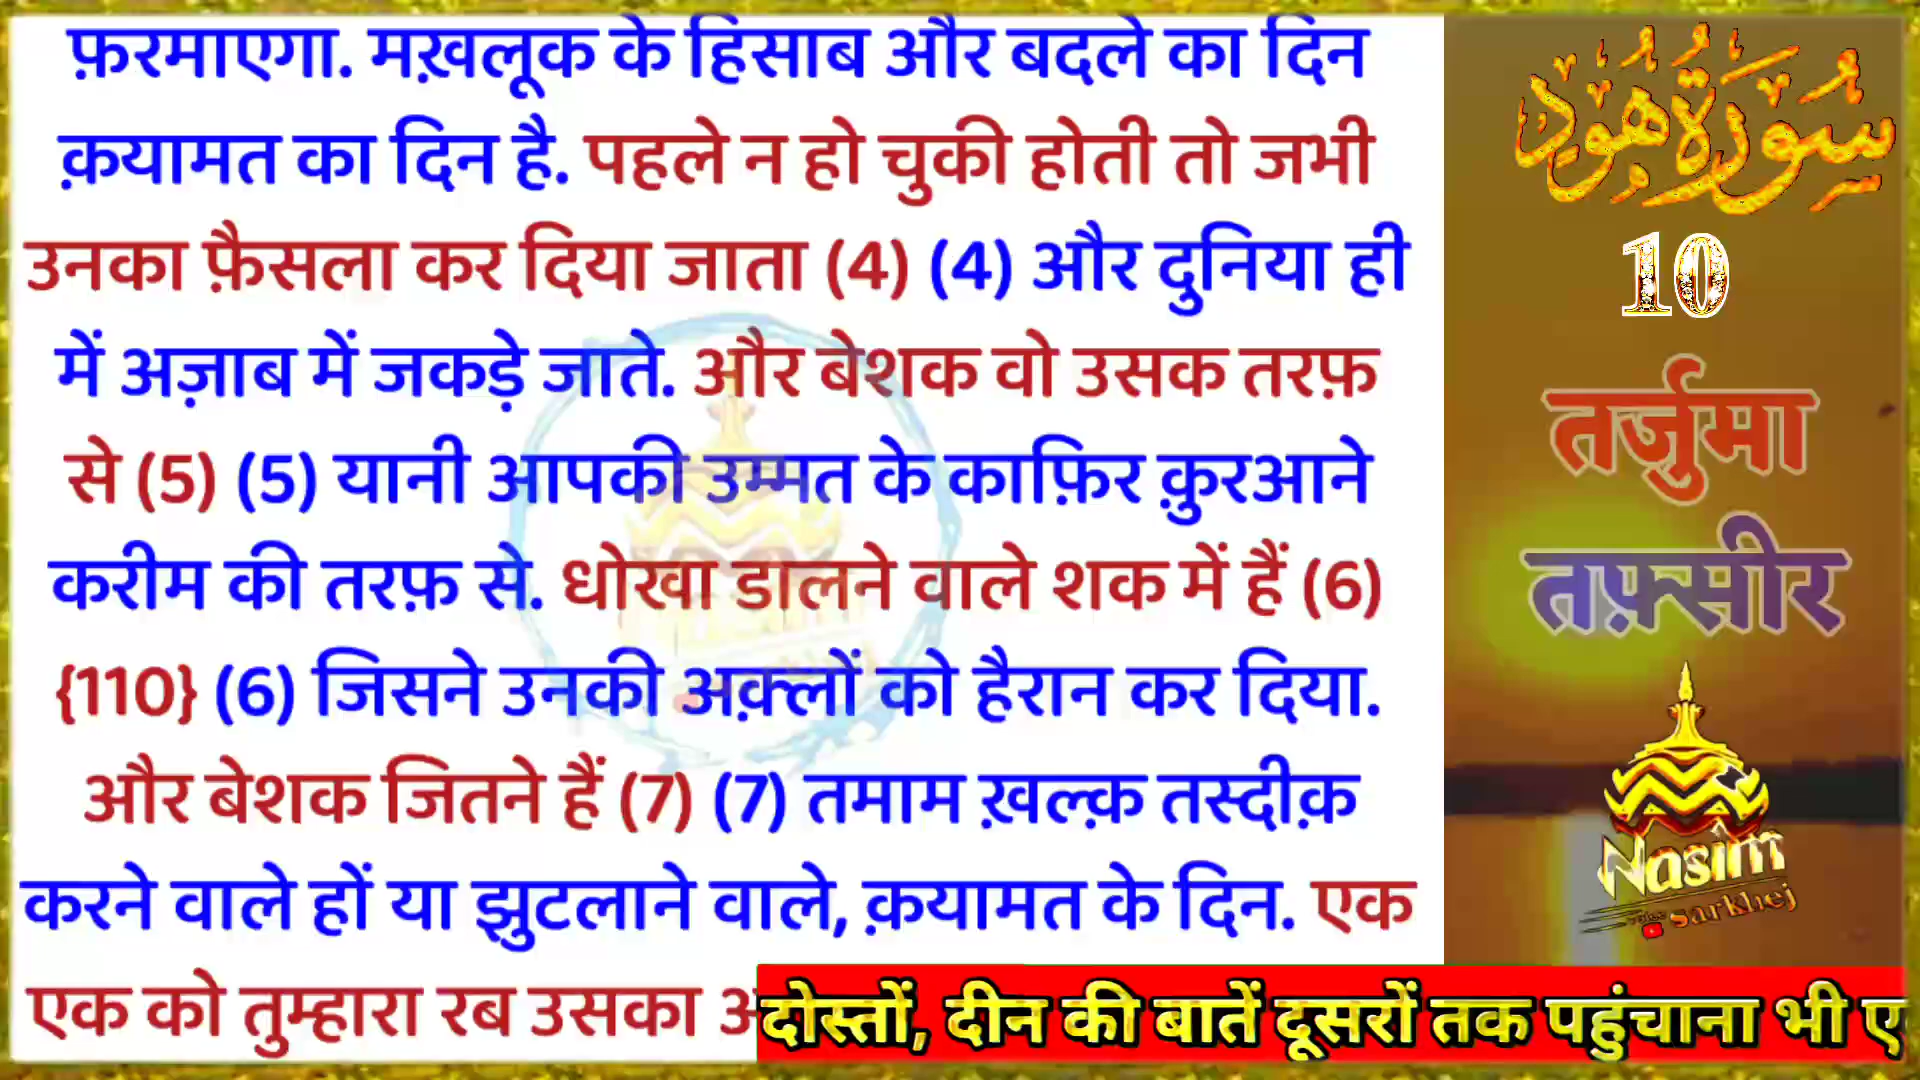 फ़रमाएगा. मख़लूक के हिसाब और बदले का दिन
क़यामत का दिन है. पहले न हो चुकी होती तो जभी
उनका फ़ैसला कर दिया जाता (4) (4) और दुनिया ही
में अज़ाब में जकड़े जाते. और बेशक वो उसक तरफ़
से (5) (5) यानी आपकी उम्मत के काफ़िर क़ुरआने
करीम की तरफ़ से. धोखा डालने वाले शक में हैं (6)
{110} (6) जिसने उनकी अक़्लों को हैरान कर दिया.
और बेशक जितने हैं (7) (7) तमाम ख़ल्क़ तस्दीक़
करने वाले हों या झुटलाने वाले, क़यामत के दिन. एक
एक को तुम्हारा रब उसका
दोस्तों, दीन की बातें दूसरों तक पहुंचाना भी ए
سُوْرَةُ هُوْد
10
तर्जुमा
तफ़्सीर
Nasim
sarkhej